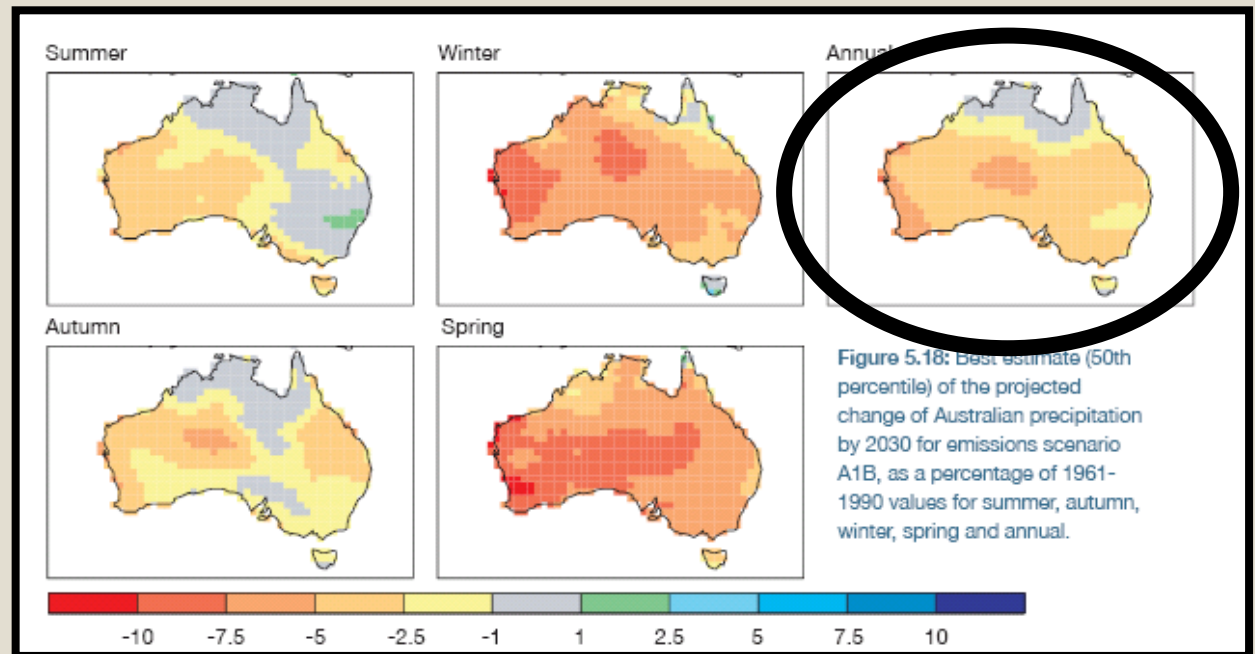 Summer
Winter
Annual
Autumn
Spring
Figure 5.18: Best estimate (50th
percentile) of the projected
change of Australian precipitation
by 2030 for emissions scenario
A1B, as a percentage of 1961-
1990 values for summer, autumn,
winter, spring and annual.
-10 -7.5 -5 -2.5 -1 1 2.5 5 7.5 10